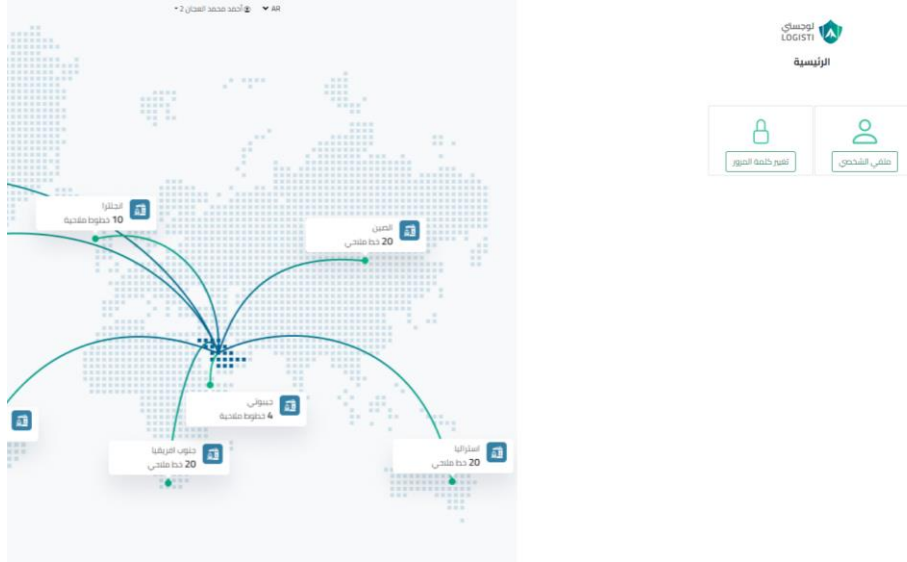 لوجستي
LOGISTI
الرئيسية
ملفي الشخصي
تغيير كلمة المرور
AR
أحمد محمد العجلان 2
انجلترا
10 خطوط ملاحية
الصين
20 خط ملاحي
جيبوتي
4 خطوط ملاحية
جنوب افريقيا
20 خط ملاحي
استراليا
20 خط ملاحي